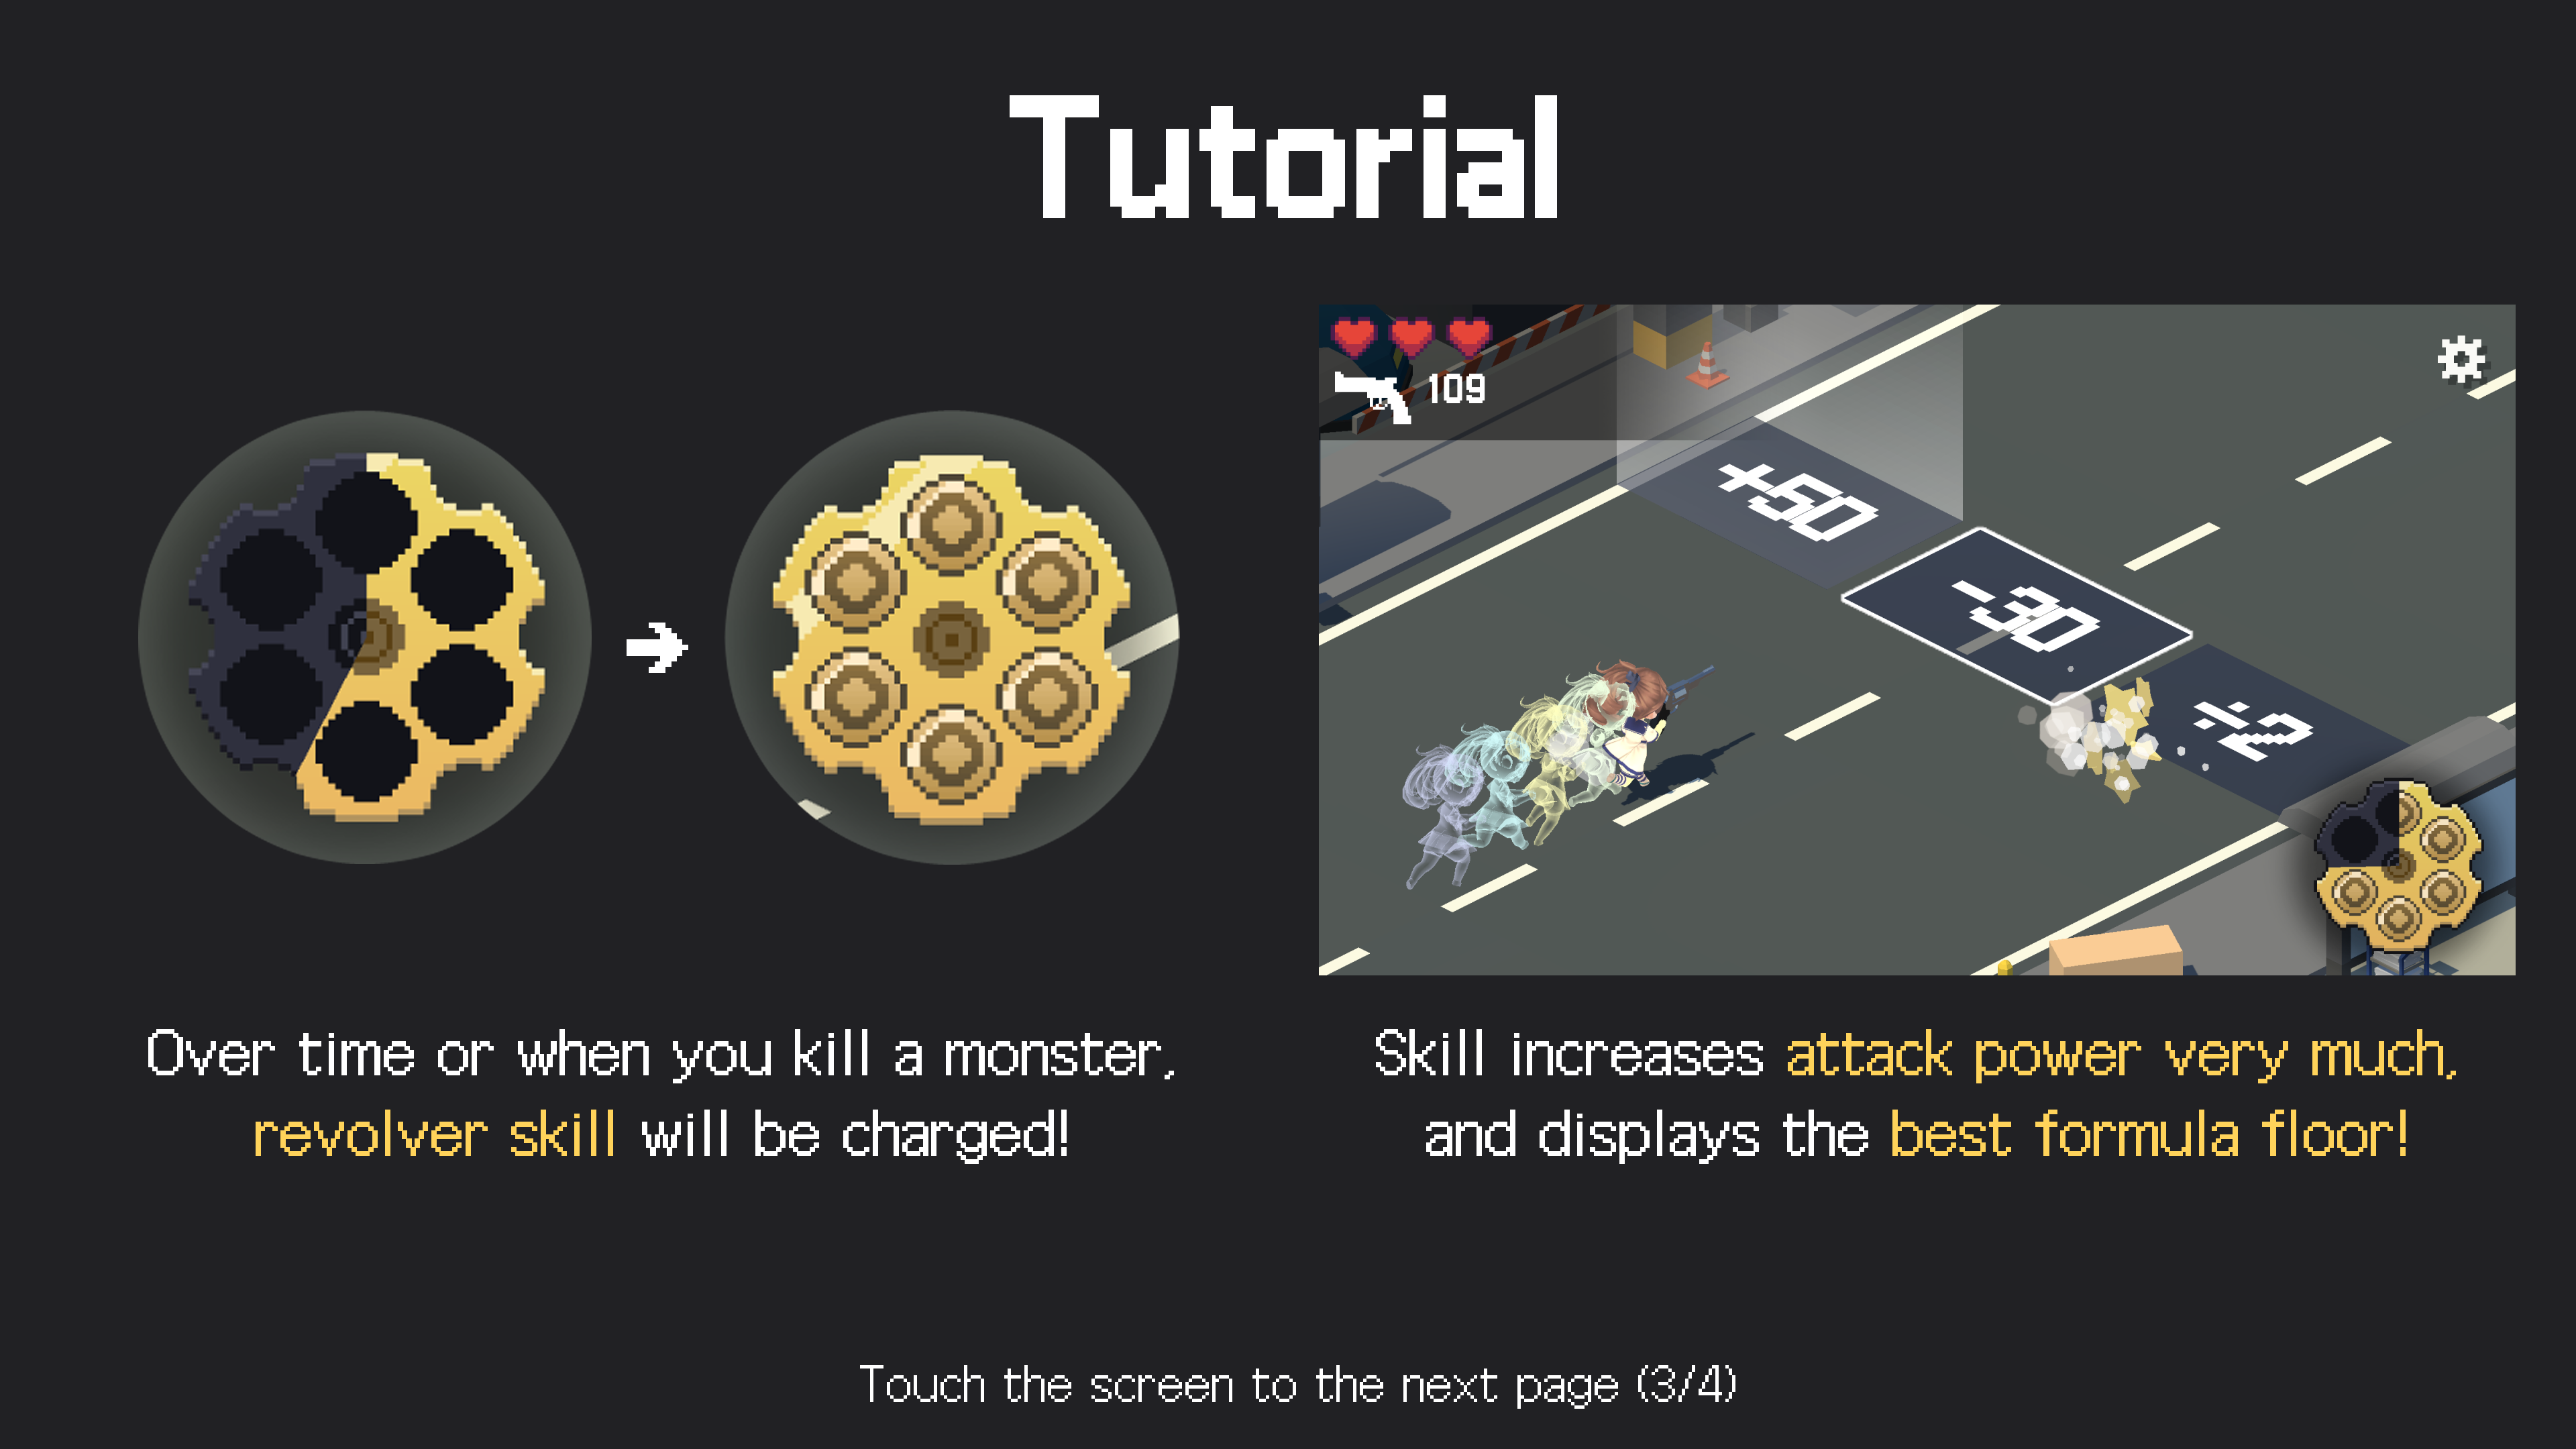 Tutorial
109
+50
-30
÷2
Over time or when you kill a monster,
revolver skill will be charged!
Skill increases attack power very much,
and displays the best formula floor!
Touch the screen to the next page (3/4)